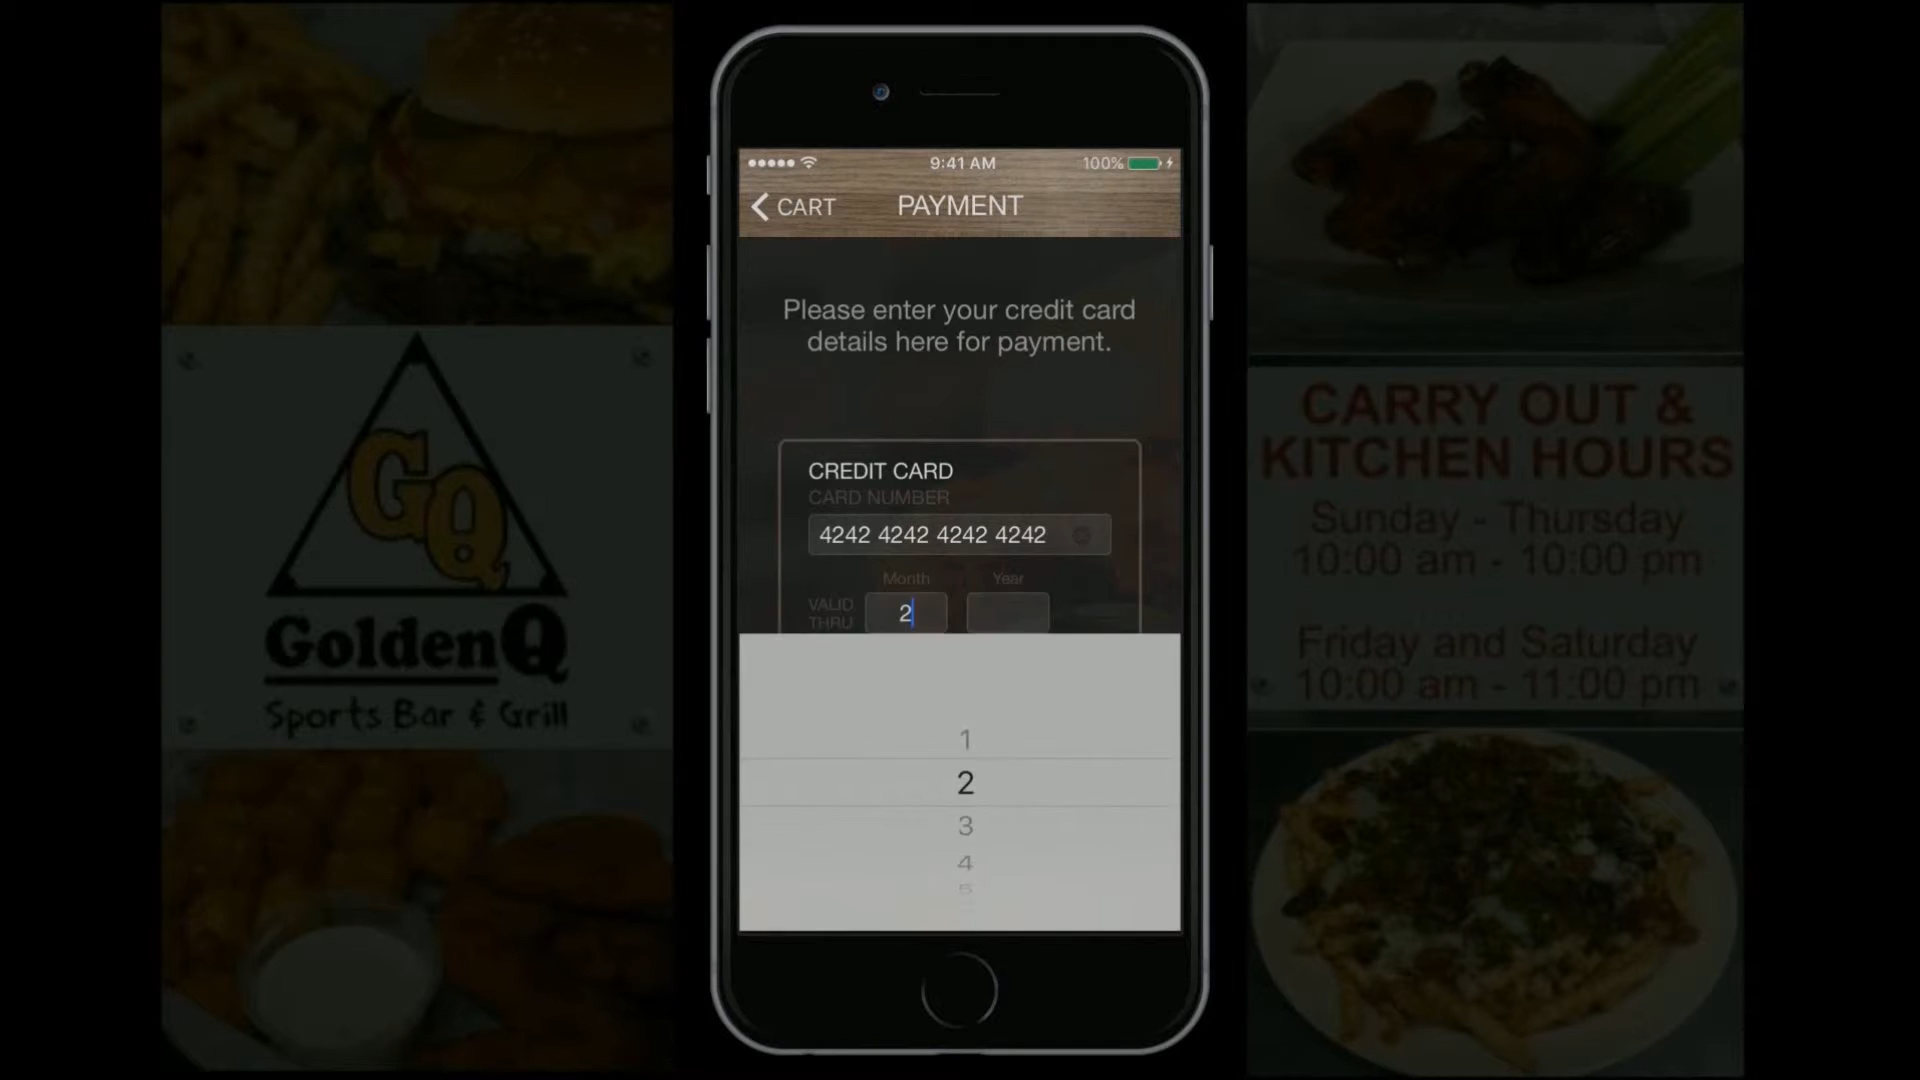 9:41 AM
100%
CART
PAYMENT
Please enter your credit card
details here for payment.
CREDIT CARD
CARD NUMBER
4242 4242 4242 4242
Month
Year
VALID
THRU
2
1
2
3
4
5
GQ
GoldenQ
Sports Bar & Grill
CARRY OUT &
KITCHEN HOURS
Sunday - Thursday
10:00 am - 10:00 pm
Friday and Saturday
10:00 am - 11:00 pm